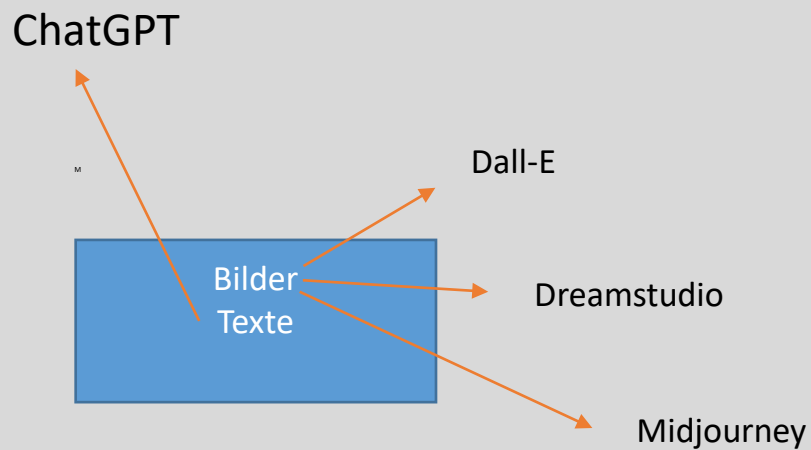 ChatGPT
M
Dall-E
Bilder
Dreamstudio
Texte
Midjourney